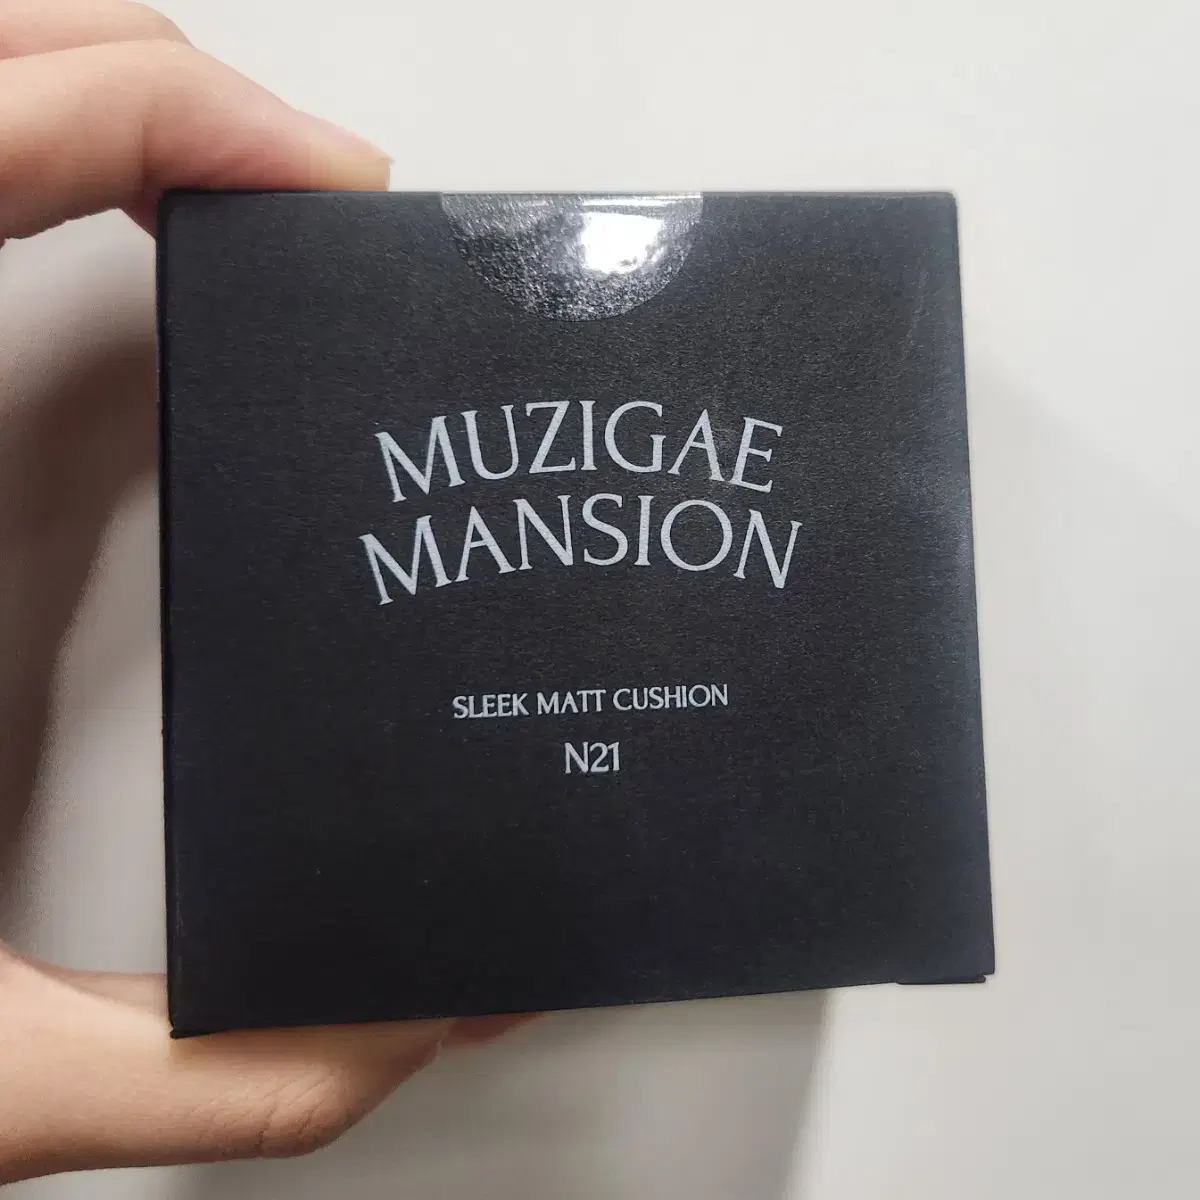 MUZIGAE
MANSION
SLEEK MATT CUSHION
N21